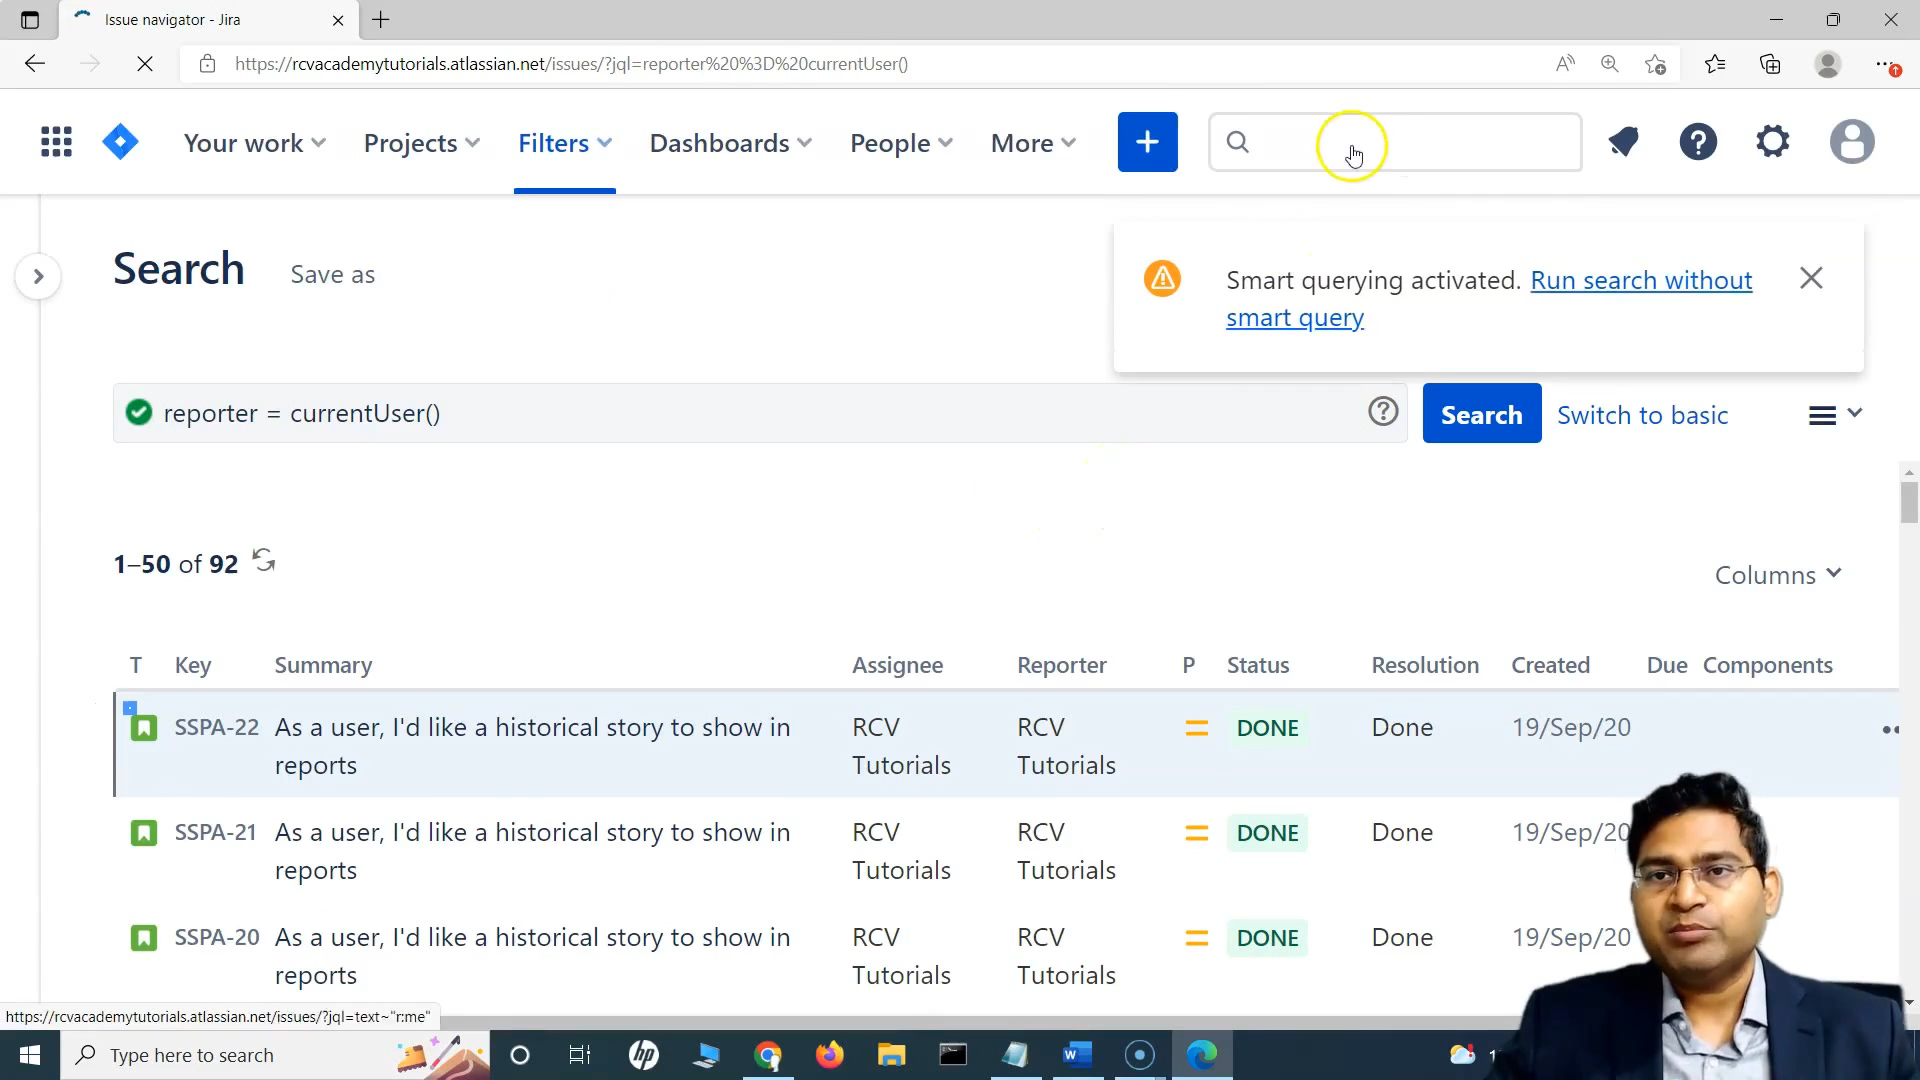 Issue navigator - Jira
https://rcvacademytutorials.atlassian.net/issues/?jql=reporter%20%3D%20currentUser()
Your work
Projects
Filters
Dashboards
People
More
Search
Save as
Smart querying activated. Run search without
smart query
reporter = currentUser()
Search
Switch to basic
1–50 of 92
Columns
T Key Summary Assignee Reporter P Status Resolution Created Due Components
SSPA-22 As a user, I'd like a historical story to show in RCV RCV DONE Done 19/Sep/20
reports Tutorials Tutorials
SSPA-21 As a user, I'd like a historical story to show in RCV RCV DONE Done 19/Sep/20
reports Tutorials Tutorials
SSPA-20 As a user, I'd like a historical story to show in RCV RCV DONE Done 19/Sep/20
reports Tutorials Tutorials
https://rcvacademytutorials.atlassian.net/issues/?jql=text~"r:me"
Type here to search